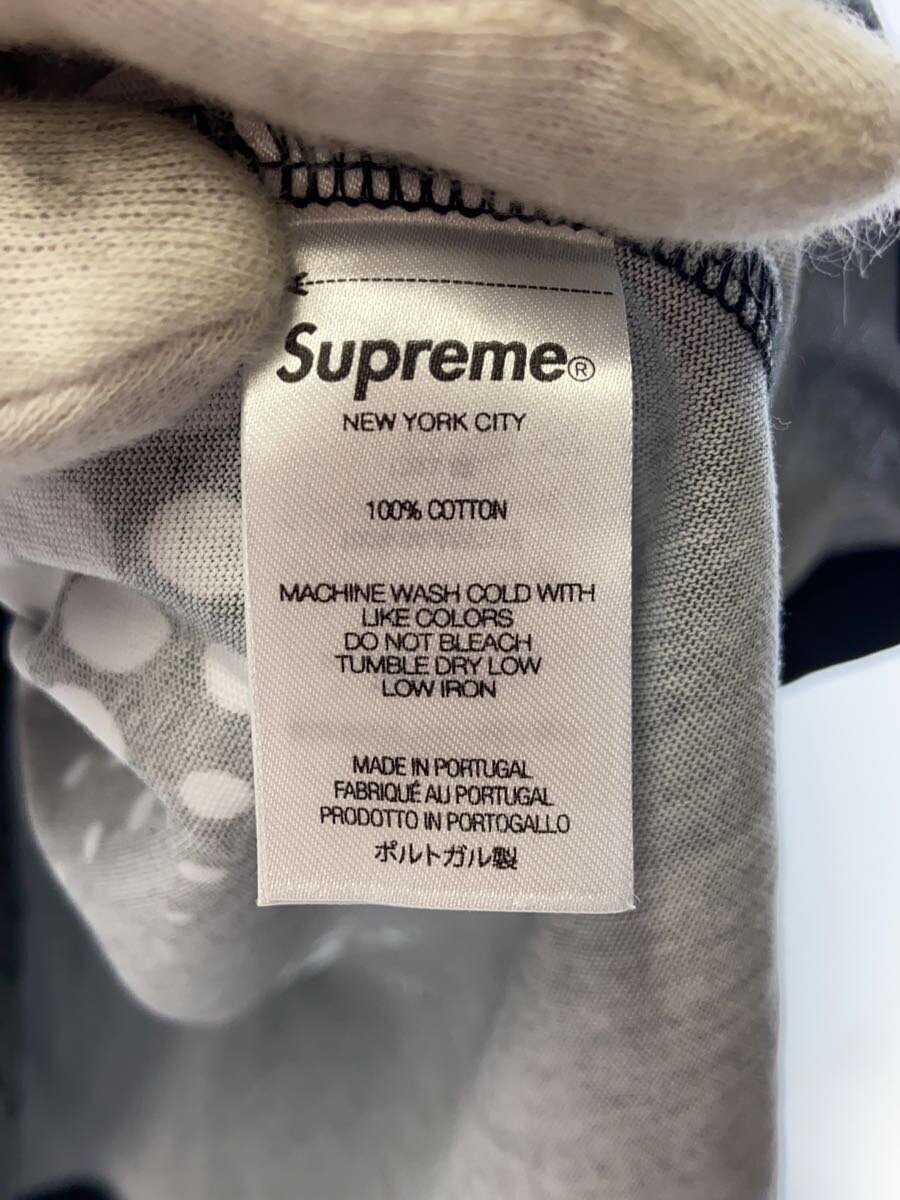 Supreme®
NEW YORK CITY
100% COTTON
MACHINE WASH COLD WITH
LIKE COLORS
DO NOT BLEACH
TUMBLE DRY LOW
LOW IRON
MADE IN PORTUGAL
FABRIQUÉ AU PORTUGAL
PRODOTTO IN PORTOGALLO
ポルトガル製